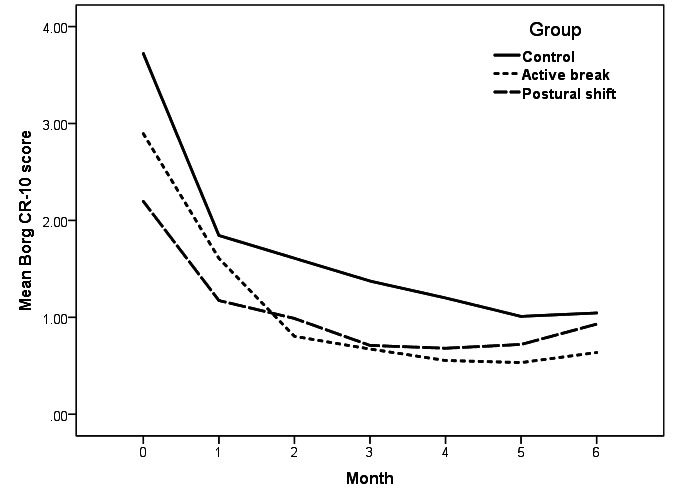 4.00
3.00
2.00
1.00
.00
Mean Borg CR-10 score
Group
Control
Active break
Postural shift
0 1 2 3 4 5 6
Month